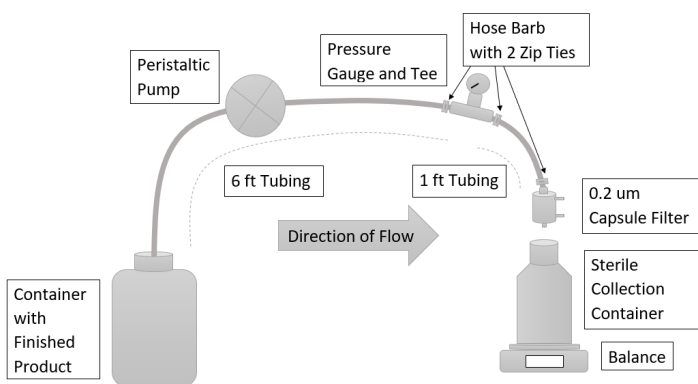 Hose Barb
with 2 Zip Ties
Pressure
Gauge and Tee
Peristaltic
Pump
6 ft Tubing
1 ft Tubing
0.2 um
Capsule Filter
Direction of Flow
Sterile
Collection
Container
Container
with
Finished
Product
Balance